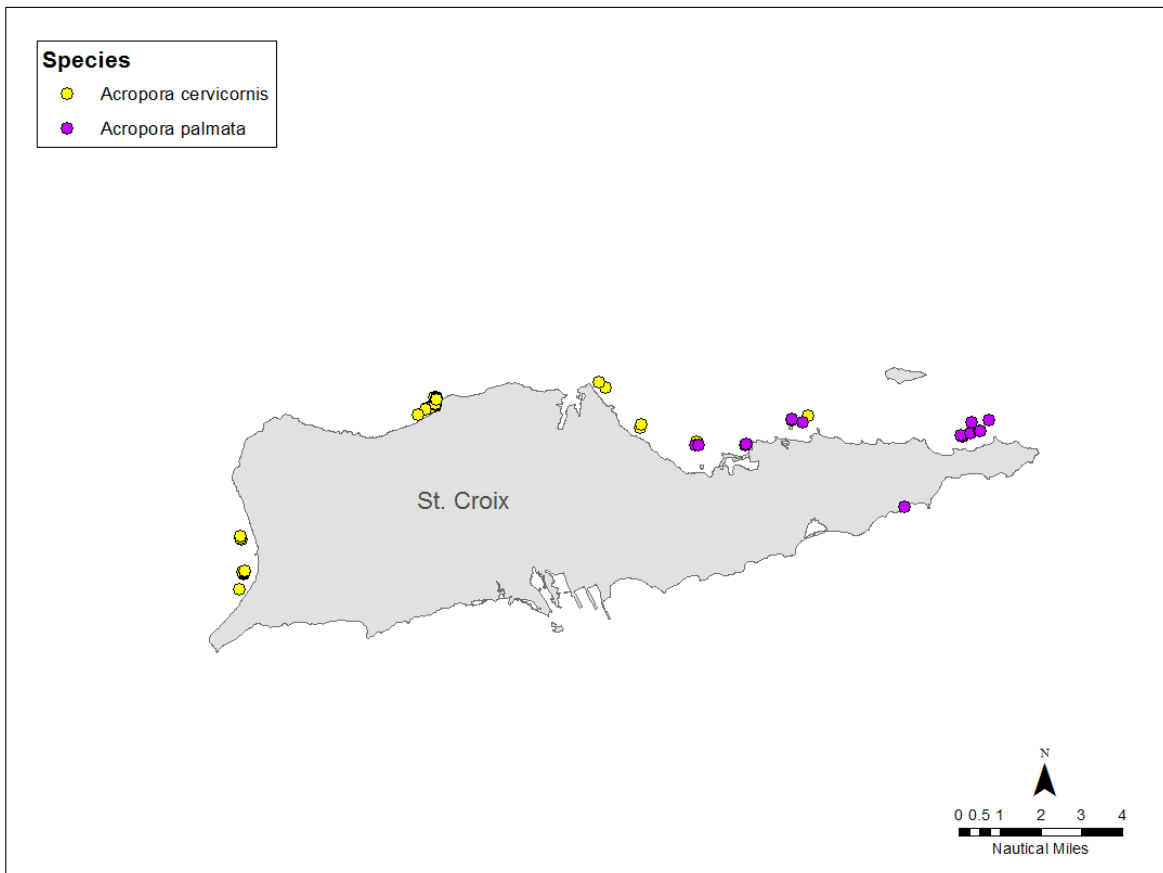 Species
Acropora cervicornis
Acropora palmata
St. Croix
N
0 0.5 1 2 3 4
Nautical Miles